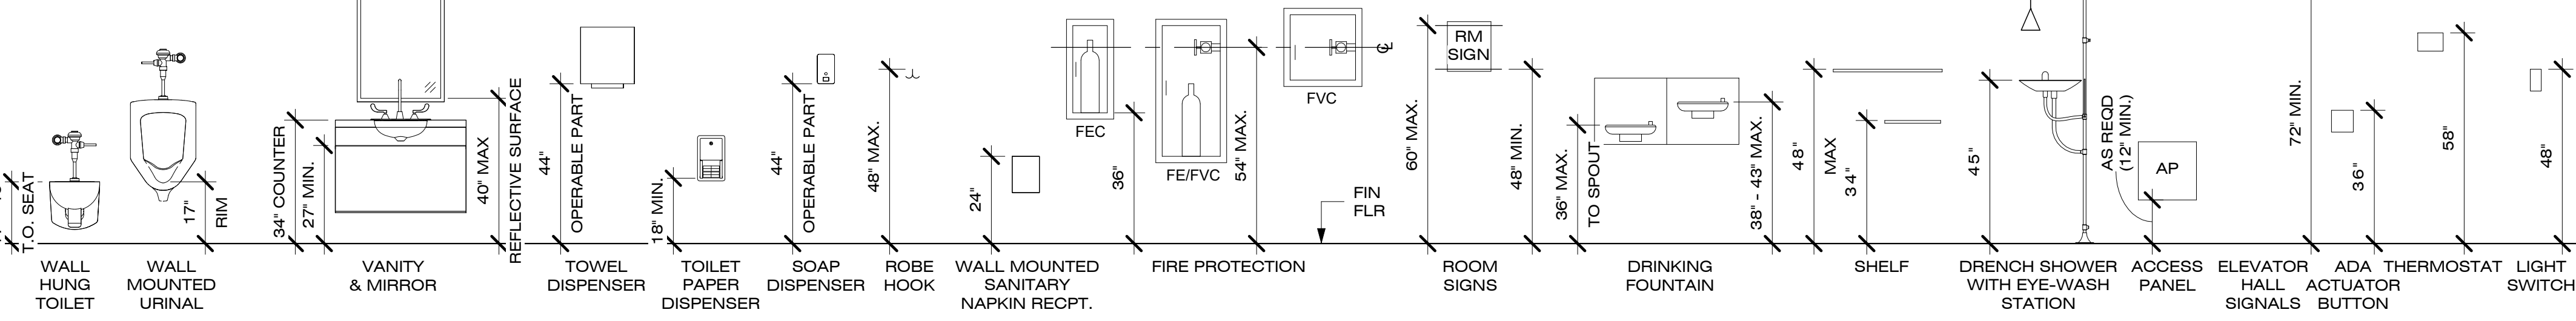 T.O. SEAT
WALL
HUNG
TOILET
17"
RIM
WALL
MOUNTED
URINAL
34" COUNTER
27" MIN.
40" MAX
REFLECTIVE SURFACE
VANITY
& MIRROR
44"
OPERABLE PART
TOWEL
DISPENSER
18" MIN.
TOILET
PAPER
DISPENSER
44"
OPERABLE PART
SOAP
DISPENSER
48" MAX.
ROBE
HOOK
24"
WALL MOUNTED
SANITARY
NAPKIN RECPT.
FEC
36"
FE/FVC
54" MAX.
FVC
CL
FIRE PROTECTION
FIN
FLR
60" MAX.
RM
SIGN
48" MIN.
ROOM
SIGNS
36" MAX.
TO SPOUT
38" - 43" MAX.
DRINKING
FOUNTAIN
48"
MAX
34"
SHELF
45"
DRENCH SHOWER
WITH EYE-WASH
STATION
AS REQD
(12" MIN.)
AP
ACCESS
PANEL
72" MIN.
ELEVATOR
HALL
SIGNALS
36"
ADA
ACTUATOR
BUTTON
58"
THERMOSTAT
48"
LIGHT
SWITCH